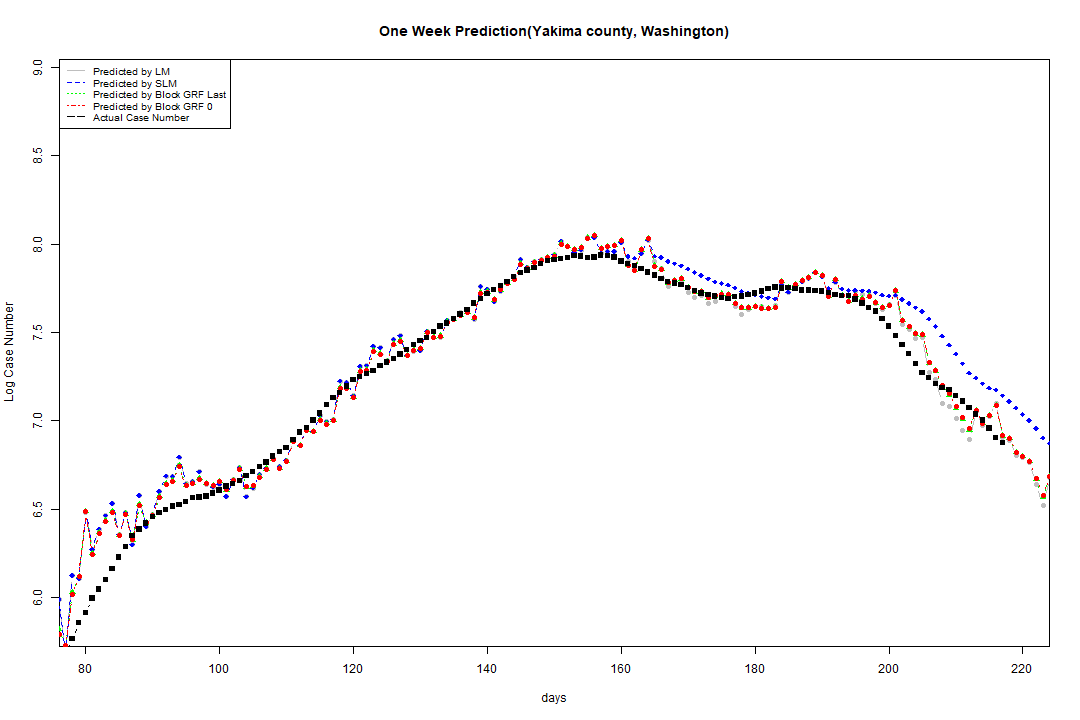 One Week Prediction(Yakima county, Washington)
Predicted by LM
Predicted by SLM
Predicted by Block GRF Last
Predicted by Block GRF 0
Actual Case Number
9.0
8.5
8.0
7.5
7.0
6.5
6.0
Log Case Number
80 100 120 140 160 180 200 220
days